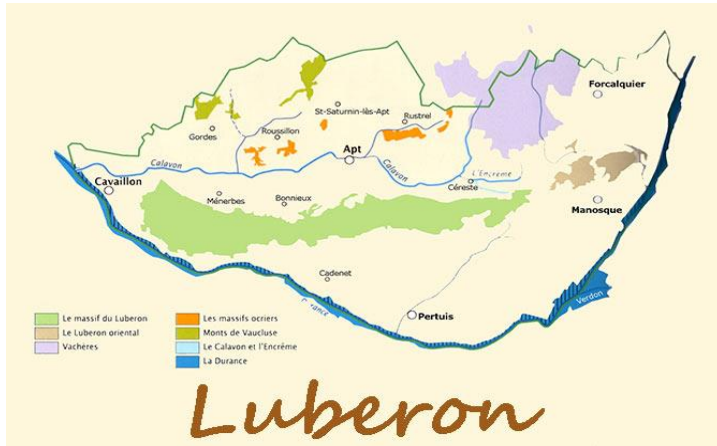 Forcalquier
St-Saturnin-lès-Apt
Rustrel
Gordes
Roussillon
Apt
Calavon
Calavon
L'Encrème
Cavaillon
Céreste
Ménerbes
Bonnieux
Manosque
Cadenet
Verdon
Pertuis
Le massif du Luberon
Le Luberon oriental
Vachères
Les massifs ocriers
Monts de Vaucluse
Le Calavon et l'Encrème
La Durance
Luberon